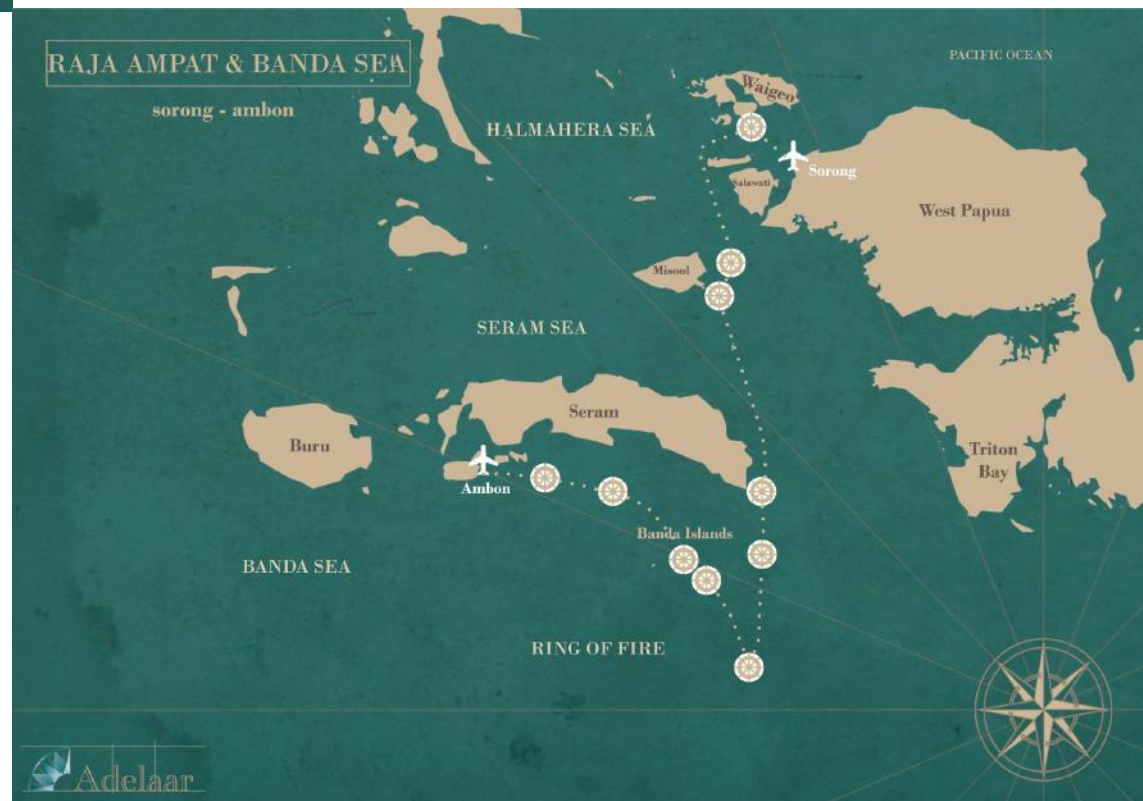 RAJA AMPAT & BANDA SEA
sorong - ambon
PACIFIC OCEAN
HALMAHERA SEA
Waigeo
Sorong
Salawati
West Papua
Misool
SERAM SEA
Seram
Buru
Triton
Bay
Ambon
Banda Islands
BANDA SEA
RING OF FIRE
Adelaar